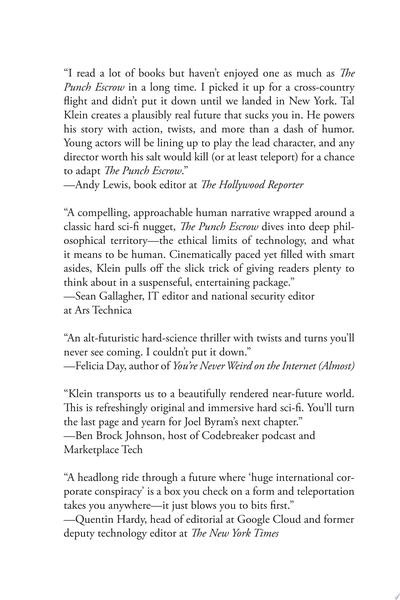 “I read a lot of books but haven’t enjoyed one as much as The
Punch Escrow in a long time. I picked it up for a cross-country
flight and didn’t put it down until we landed in New York. Tal
Klein creates a plausibly real future that sucks you in. He powers
his story with action, twists, and more than a dash of humor.
Young actors will be lining up to play the lead character, and any
director worth his salt would kill (or at least teleport) for a chance
to adapt The Punch Escrow.”
—Andy Lewis, book editor at The Hollywood Reporter
“A compelling, approachable human narrative wrapped around a
classic hard sci-fi nugget, The Punch Escrow dives into deep phil-
osophical territory—the ethical limits of technology, and what
it means to be human. Cinematically paced yet filled with smart
asides, Klein pulls off the slick trick of giving readers plenty to
think about in a suspenseful, entertaining package.”
—Sean Gallagher, IT editor and national security editor
at Ars Technica
“An alt-futuristic hard-science thriller with twists and turns you’ll
never see coming. I couldn’t put it down.”
—Felicia Day, author of You’re Never Weird on the Internet (Almost)
“Klein transports us to a beautifully rendered near-future world.
This is refreshingly original and immersive hard sci-fi. You’ll turn
the last page and yearn for Joel Byram’s next chapter.”
—Ben Brock Johnson, host of Codebreaker podcast and
Marketplace Tech
“A headlong ride through a future where ‘huge international cor-
porate conspiracy’ is a box you check on a form and teleportation
takes you anywhere—it just blows you to bits first.”
—Quentin Hardy, head of editorial at Google Cloud and former
deputy technology editor at The New York Times